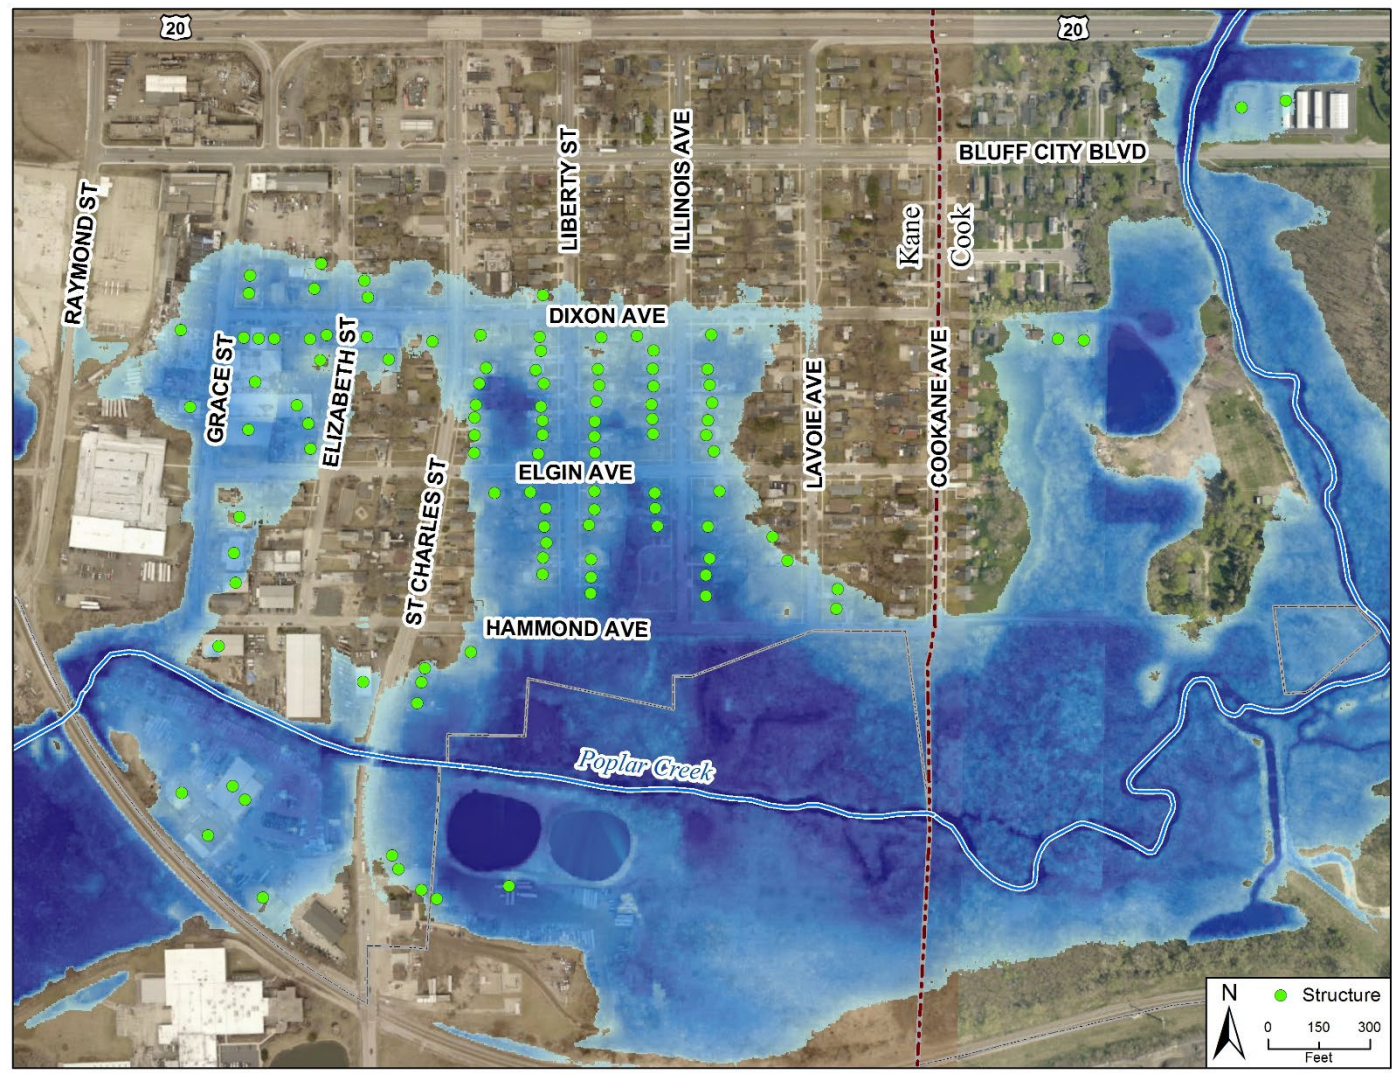 20
20
BLUFF CITY BLVD
LIBERTY ST
ILLINOIS AVE
RAYMOND ST
Kane
Cook
DIXON AVE
GRACE ST
ELIZABETH ST
LAVOIE AVE
COOKANE AVE
ELGIN AVE
ST CHARLES ST
HAMMOND AVE
Poplar Creek
N
Structure
0 150 300
Feet